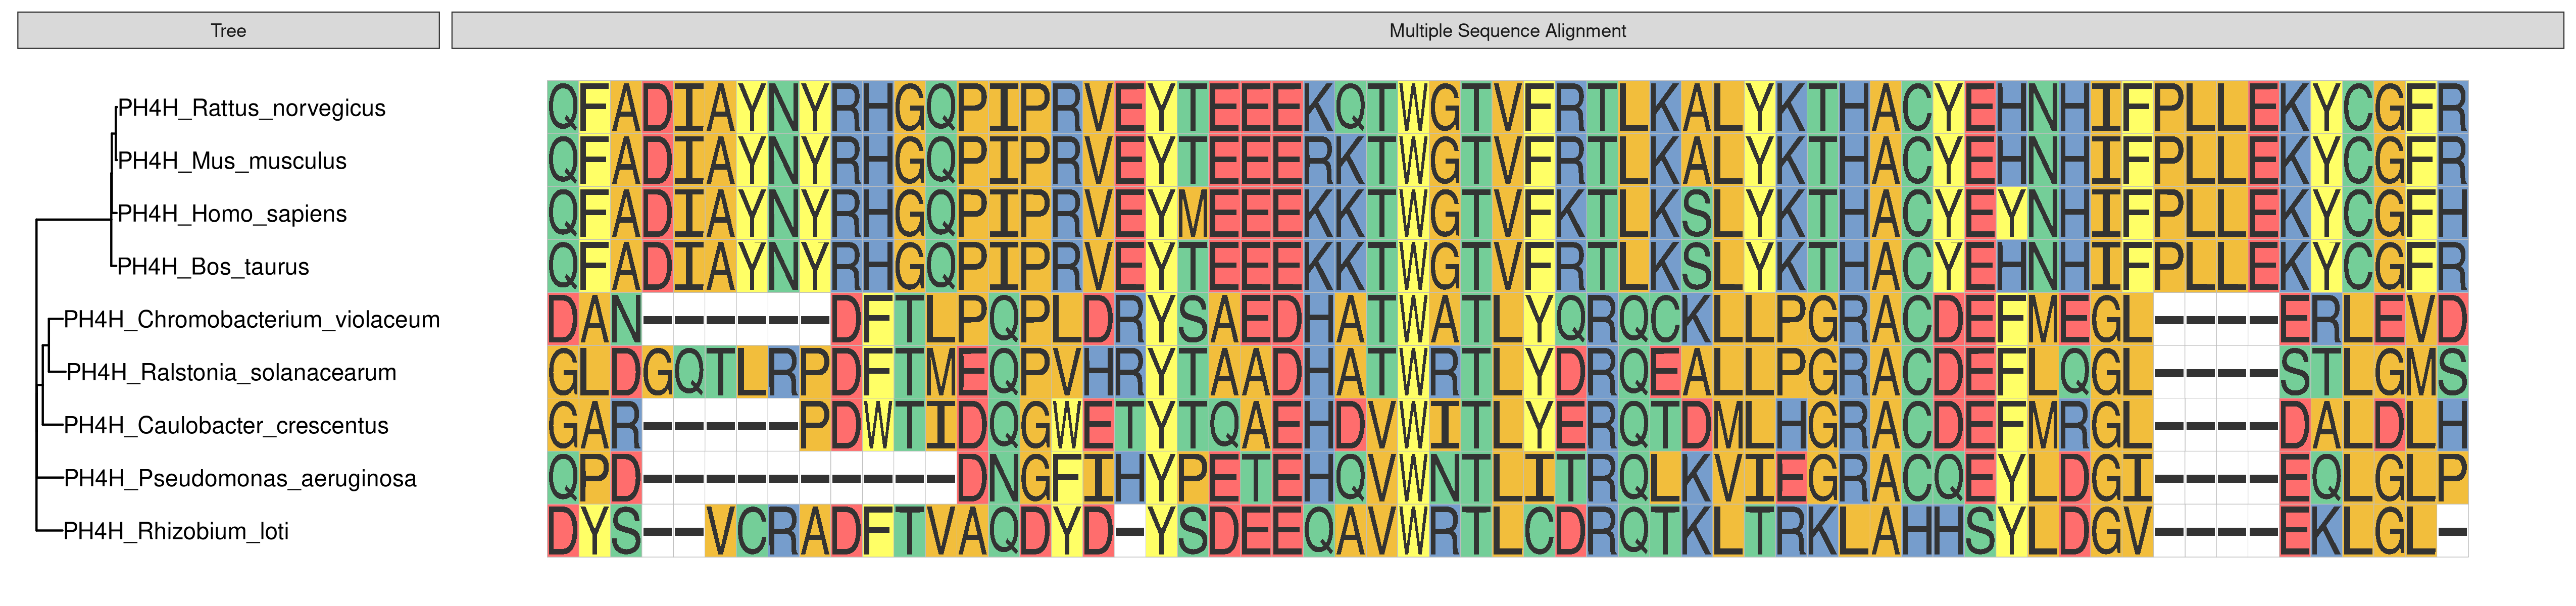 Tree Multiple Sequence Alignment
PH4H_Rattus_norvegicus QFADIAYNYRHGQPIPRVEYTEEEKQTWGTVFRTLKALYKTHACYEHNHIFPLLEKYCGFR
PH4H_Mus_musculus QFADIAYNYRHGQPIPRVEYTEEERKTWGTVFRTLKALYKTHACYEHNHIFPLLEKYCGFR
PH4H_Homo_sapiens QFADIAYNYRHGQPIPRVEYMEEEKKTWGTVFKTLKSLYKTHACYEYNHIFPLLEKYCGFH
PH4H_Bos_taurus QFADIAYNYRHGQPIPRVEYTEEEKKTWGTVFRTLKSLYKTHACYEHNHIFPLLEKYCGFR
PH4H_Chromobacterium_violaceum DAN------DFTLPQPLDRYSAEDHATWATLYQRQCKLLPGRACDEFMEGL----ERLEVD
PH4H_Ralstonia_solanacearum GLDGQTLRPDFTMEQPVHRYTAADHATWRTLYDRQEALLPGRACDEFLQGL----STLGMS
PH4H_Caulobacter_crescentus GAR-----PDWTIDQGWETYTQAEHDVWITLYERQTDMLHGRACDEFMRGL----DALDLH
PH4H_Pseudomonas_aeruginosa QPD----------DNGFIHYPETEHQVWNTLITRQLKVIEGRACQEYLDGI----EQLGLP
PH4H_Rhizobium_loti DYS--VCRADFTVAQDYD-YSDEEQAVWRTLCDRQTKLTRKLAHHSYLDGV----EKLGL-